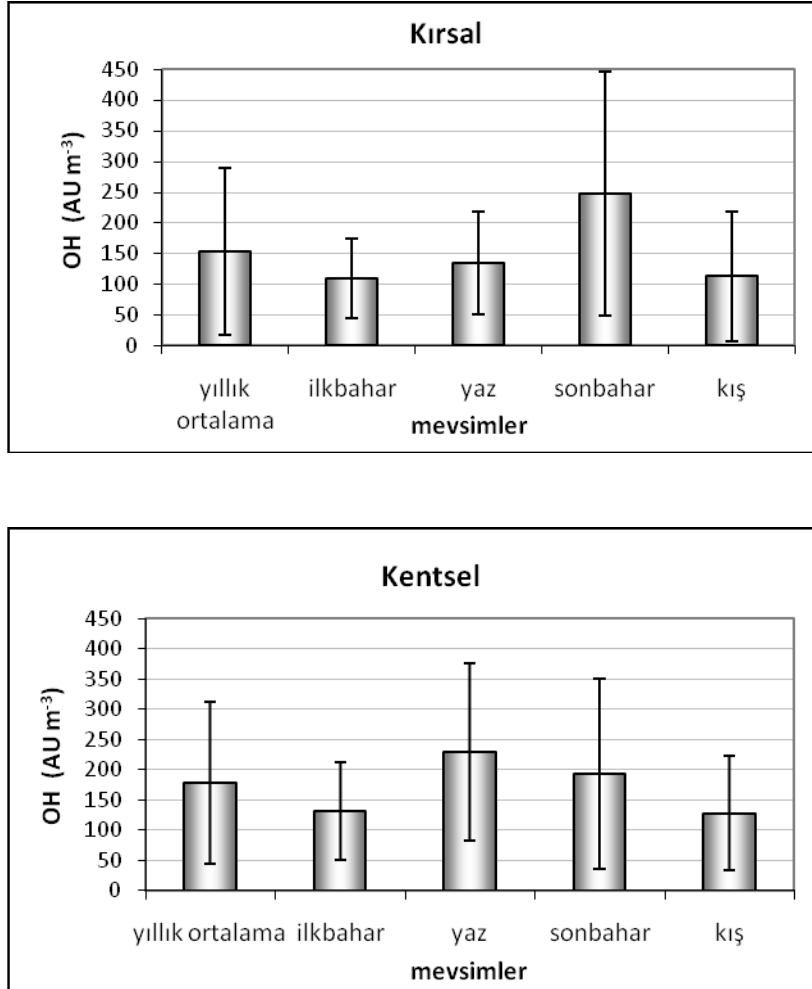 Kırsal
450
400
350
300
250
200
150
100
50
0
OH (AU m⁻³)
yıllık ortalama
ilkbahar
yaz
sonbahar
kış
mevsimler
Kentsel
450
400
350
300
250
200
150
100
50
0
OH (AU m⁻³)
yıllık ortalama
ilkbahar
yaz
sonbahar
kış
mevsimler